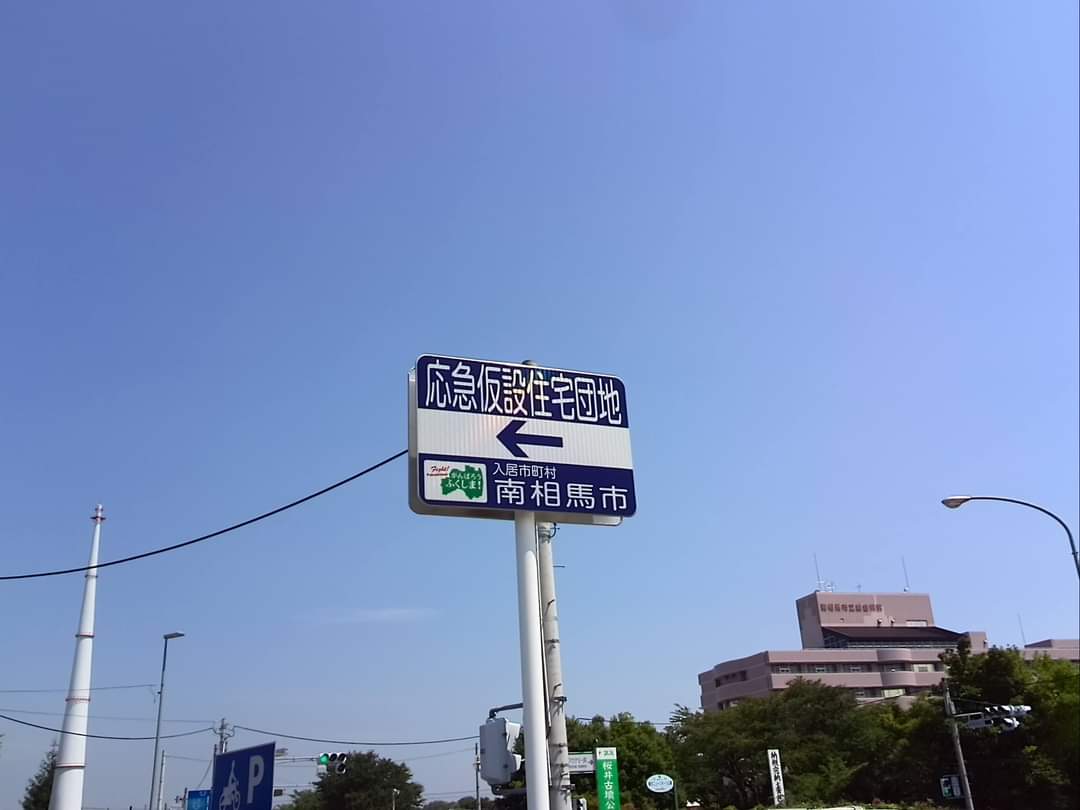 応急仮設住宅団地
Fight!
がんばろう
ふくしま!
入居市町村
南相馬市
P
桜井古墳公